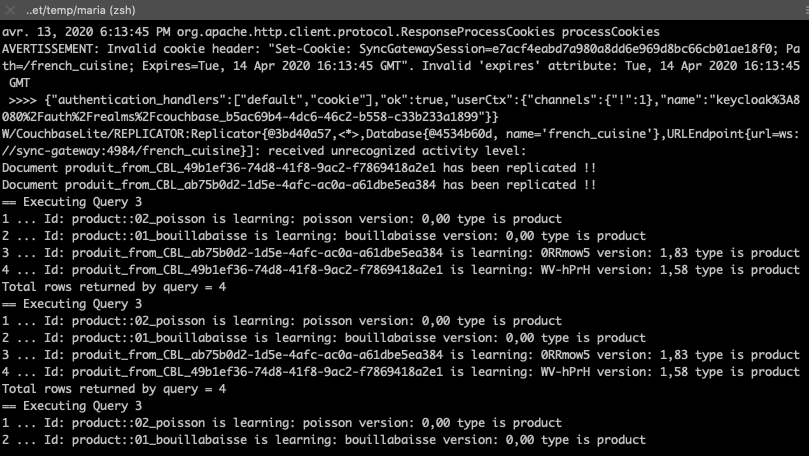 ..et/temp/maria (zsh)
avr. 13, 2020 6:13:45 PM org.apache.http.client.protocol.ResponseProcessCookies processCookies
AVERTISSEMENT: Invalid cookie header: "Set-Cookie: SyncGatewaySession=e7acf4eabd7a980a8dd6e969d8bc66cb01ae18f0; Pa
th=/french_cuisine; Expires=Tue, 14 Apr 2020 16:13:45 GMT". Invalid 'expires' attribute: Tue, 14 Apr 2020 16:13:45
 GMT
 >>>> {"authentication_handlers":["default","cookie"],"ok":true,"userCtx":{"channels":{"!":1},"name":"keycloak%3A8
080%2Fauth%2Frealms%2Fcouchbase_b5ac69b4-4dc6-46c2-b558-c33b233a1899"}}
W/CouchbaseLite/REPLICATOR:Replicator{@3bd40a57,<*>,Database{@4534b60d, name='french_cuisine'},URLEndpoint{url=ws:
//sync-gateway:4984/french_cuisine}]: received unrecognized activity level:
Document produit_from_CBL_49b1ef36-74d8-41f8-9ac2-f7869418a2e1 has been replicated !!
Document produit_from_CBL_ab75b0d2-1d5e-4afc-ac0a-a61dbe5ea384 has been replicated !!
== Executing Query 3
1 ... Id: product::02_poisson is learning: poisson version: 0,00 type is product
2 ... Id: product::01_bouillabaisse is learning: bouillabaisse version: 0,00 type is product
3 ... Id: produit_from_CBL_ab75b0d2-1d5e-4afc-ac0a-a61dbe5ea384 is learning: 0RRmow5 version: 1,83 type is product
4 ... Id: produit_from_CBL_49b1ef36-74d8-41f8-9ac2-f7869418a2e1 is learning: WV-hPrH version: 1,58 type is product
Total rows returned by query = 4
== Executing Query 3
1 ... Id: product::02_poisson is learning: poisson version: 0,00 type is product
2 ... Id: product::01_bouillabaisse is learning: bouillabaisse version: 0,00 type is product
3 ... Id: produit_from_CBL_ab75b0d2-1d5e-4afc-ac0a-a61dbe5ea384 is learning: 0RRmow5 version: 1,83 type is product
4 ... Id: produit_from_CBL_49b1ef36-74d8-41f8-9ac2-f7869418a2e1 is learning: WV-hPrH version: 1,58 type is product
Total rows returned by query = 4
== Executing Query 3
1 ... Id: product::02_poisson is learning: poisson version: 0,00 type is product
2 ... Id: product::01_bouillabaisse is learning: bouillabaisse version: 0,00 type is product